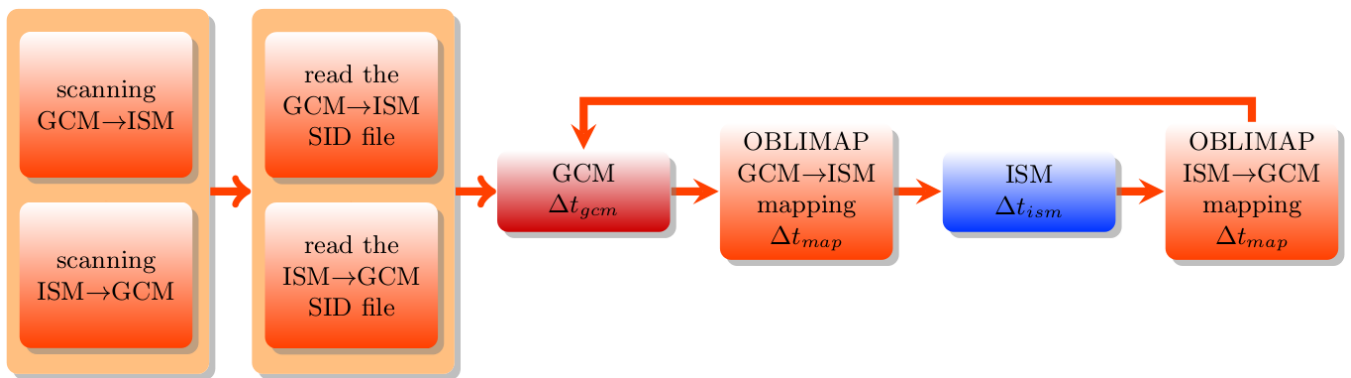 scanning
GCM→ISM
scanning
ISM→GCM
read the
GCM→ISM
SID file
read the
ISM→GCM
SID file
GCM
Δt_gcm
OBLIMAP
GCM→ISM
mapping
Δt_map
ISM
Δt_ism
OBLIMAP
ISM→GCM
mapping
Δt_map